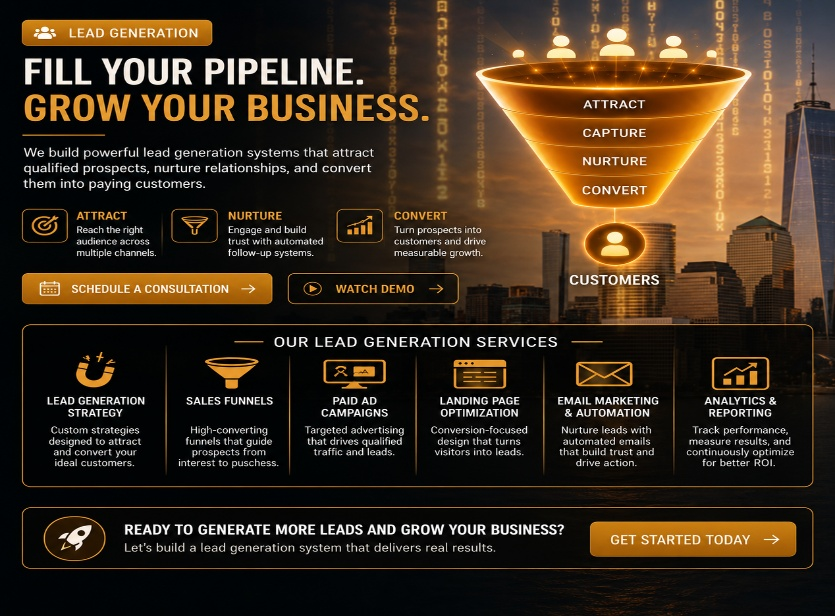 LEAD GENERATION
FILL YOUR PIPELINE.
GROW YOUR BUSINESS.
We build powerful lead generation systems that attract
qualified prospects, nurture relationships, and convert
them into paying customers.
ATTRACT
Reach the right
audience across
multiple channels.
NURTURE
Engage and build
trust with automated
follow-up systems.
CONVERT
Turn prospects into
customers and drive
measurable growth.
SCHEDULE A CONSULTATION
WATCH DEMO
ATTRACT
CAPTURE
NURTURE
CONVERT
CUSTOMERS
OUR LEAD GENERATION SERVICES
LEAD GENERATION
STRATEGY
Custom strategies
designed to attract
and convert your
ideal customers.
SALES FUNNELS
High-converting
funnels that guide
prospects from
interest to puschess.
PAID AD
CAMPAIGNS
Targeted advertising
that drives qualified
traffic and leads.
LANDING PAGE
OPTIMIZATION
Conversion-focused
design that turns
visitors into leads.
EMAIL MARKETING
& AUTOMATION
Nurture leads with
automated emails
that build trust and
drive action.
ANALYTICS &
REPORTING
Track performance,
measure results, and
continuously optimize
for better ROI.
READY TO GENERATE MORE LEADS AND GROW YOUR BUSINESS?
Let's build a lead generation system that delivers real results.
GET STARTED TODAY